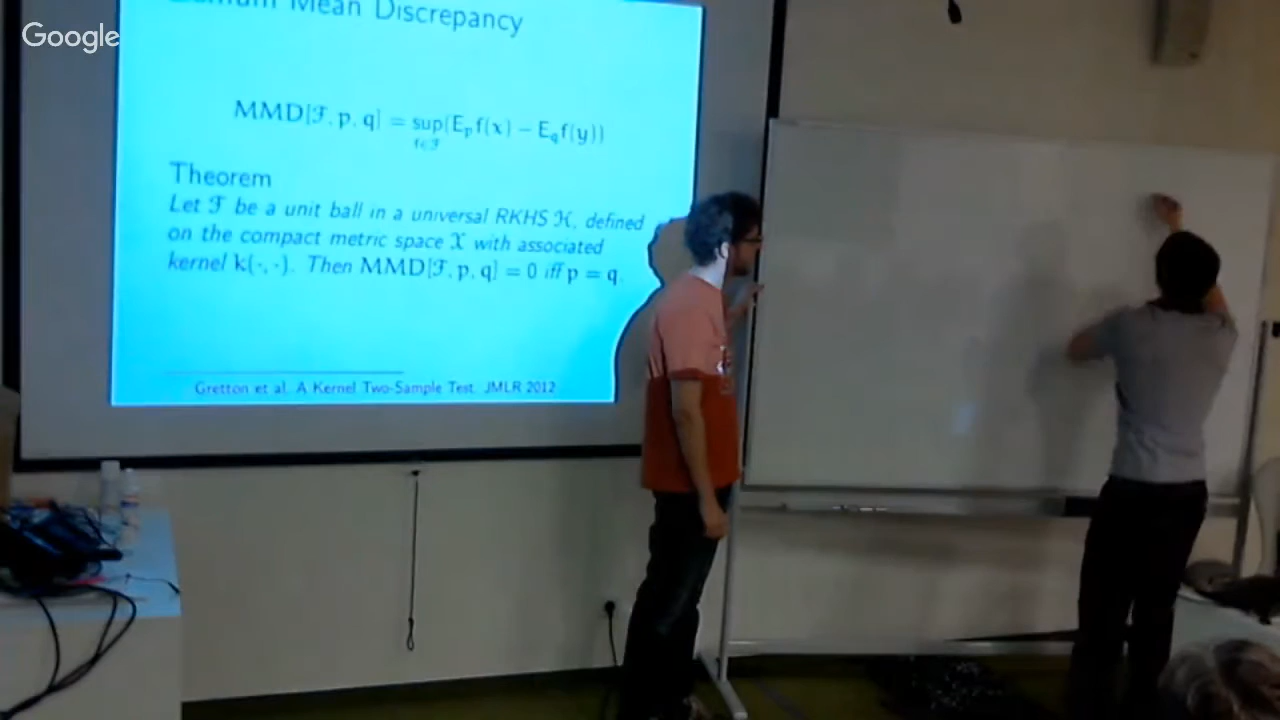 Google
Mean Discrepancy
MMD[ℱ, p, q] = sup(E_p f(x) − E_q f(y))
f∈ℱ
Theorem
Let ℱ be a unit ball in a universal RKHS ℋ, defined
on the compact metric space 𝒳 with associated
kernel k(·, ·). Then MMD[ℱ, p, q] = 0 iff p = q.
Gretton et al. A Kernel Two-Sample Test. JMLR 2012